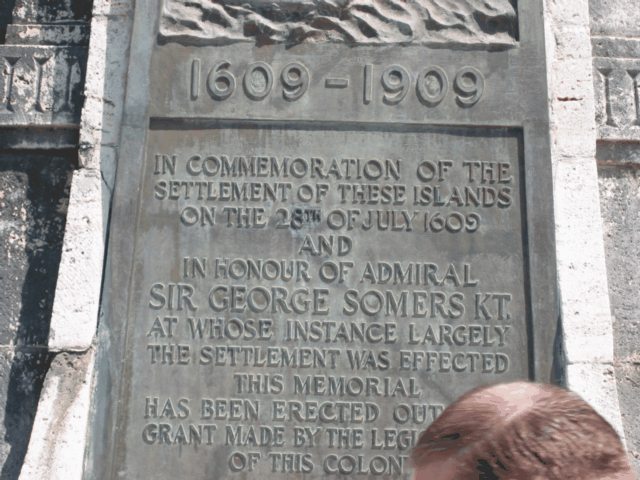 1609-1909
IN COMMEMORATION OF THE
SETTLEMENT OF THESE ISLANDS
ON THE 28TH OF JULY 1609
AND
IN HONOUR OF ADMIRAL
SIR GEORGE SOMERS KT.
AT WHOSE INSTANCE LARGELY
THE SETTLEMENT WAS EFFECTED
THIS MEMORIAL
HAS BEEN ERECTED OUT
GRANT MADE BY THE
OF THIS